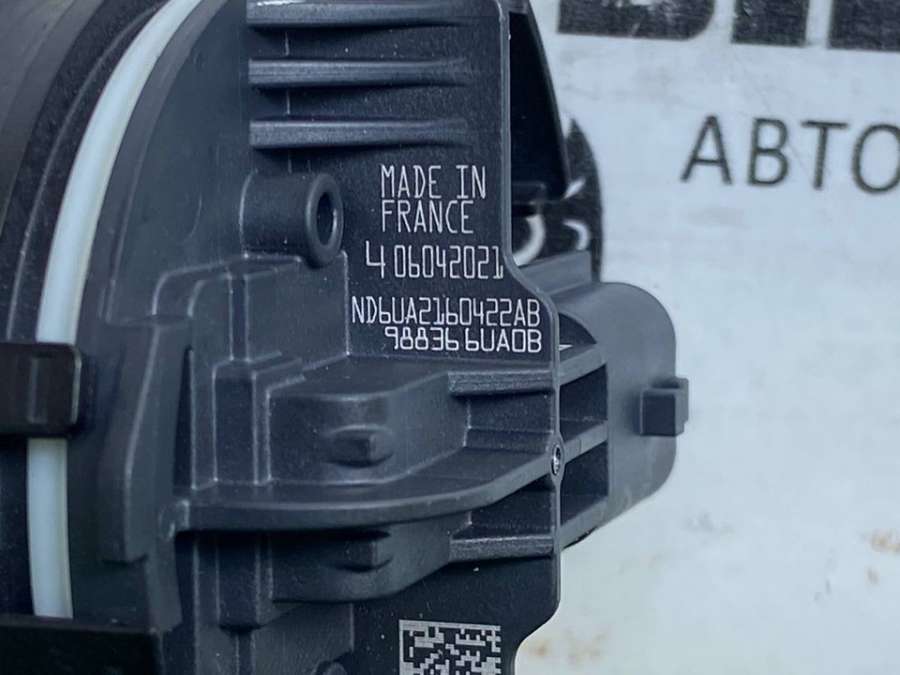 MADE IN
FRANCE
4 06042021
ND6UA2160422AB
988366UA0B
АВТО